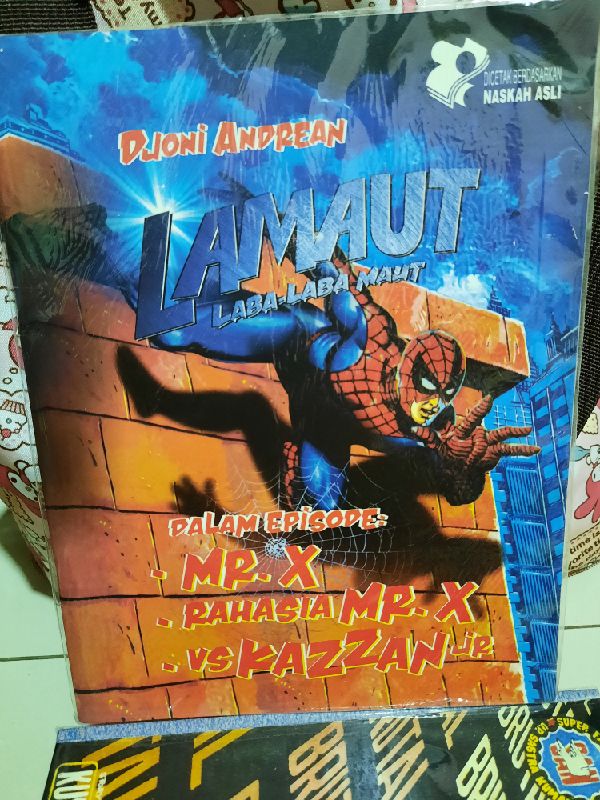 DICETAK BERDASARKAN
NASKAH ASLI
DJONI ANDREAN
LAMAUT
LABA-LABA MAUT
DALAM EPISODE:
• MR. X
• RAHASIA MR. X
• VS KAZZAN JR